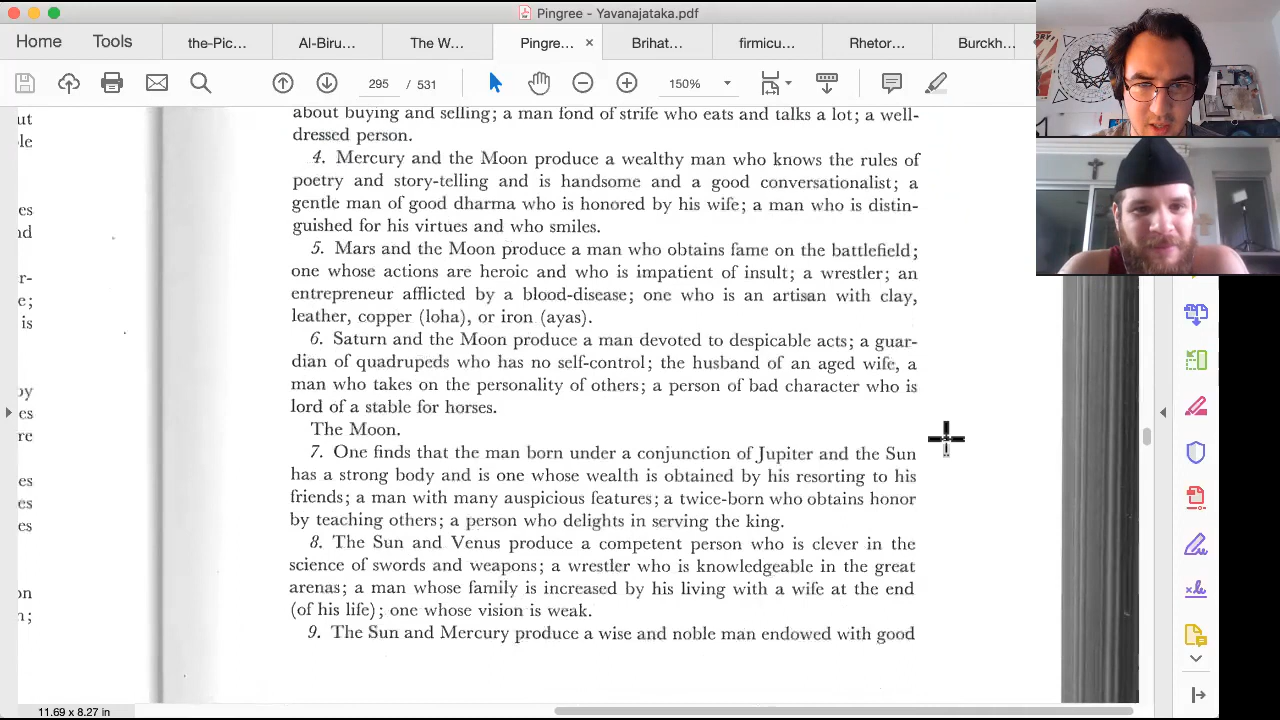 Pingree - Yavanajataka.pdf
Home
Tools
the-Pic...
Al-Biru...
The W...
Pingre...
Brihat...
firmicu...
Rhetor...
Burckh...
295 / 531
150%
about buying and selling; a man fond of strife who eats and talks a lot; a well-
dressed person.
4. Mercury and the Moon produce a wealthy man who knows the rules of
poetry and story-telling and is handsome and a good conversationalist; a
gentle man of good dharma who is honored by his wife; a man who is distin-
guished for his virtues and who smiles.
5. Mars and the Moon produce a man who obtains fame on the battlefield;
one whose actions are heroic and who is impatient of insult; a wrestler; an
entrepreneur afflicted by a blood-disease; one who is an artisan with clay,
leather, copper (loha), or iron (ayas).
6. Saturn and the Moon produce a man devoted to despicable acts; a guar-
dian of quadrupeds who has no self-control; the husband of an aged wife, a
man who takes on the personality of others; a person of bad character who is
lord of a stable for horses.
The Moon.
7. One finds that the man born under a conjunction of Jupiter and the Sun
has a strong body and is one whose wealth is obtained by his resorting to his
friends; a man with many auspicious features; a twice-born who obtains honor
by teaching others; a person who delights in serving the king.
8. The Sun and Venus produce a competent person who is clever in the
science of swords and weapons; a wrestler who is knowledgeable in the great
arenas; a man whose family is increased by his living with a wife at the end
(of his life); one whose vision is weak.
9. The Sun and Mercury produce a wise and noble man endowed with good
11.69 x 8.27 in